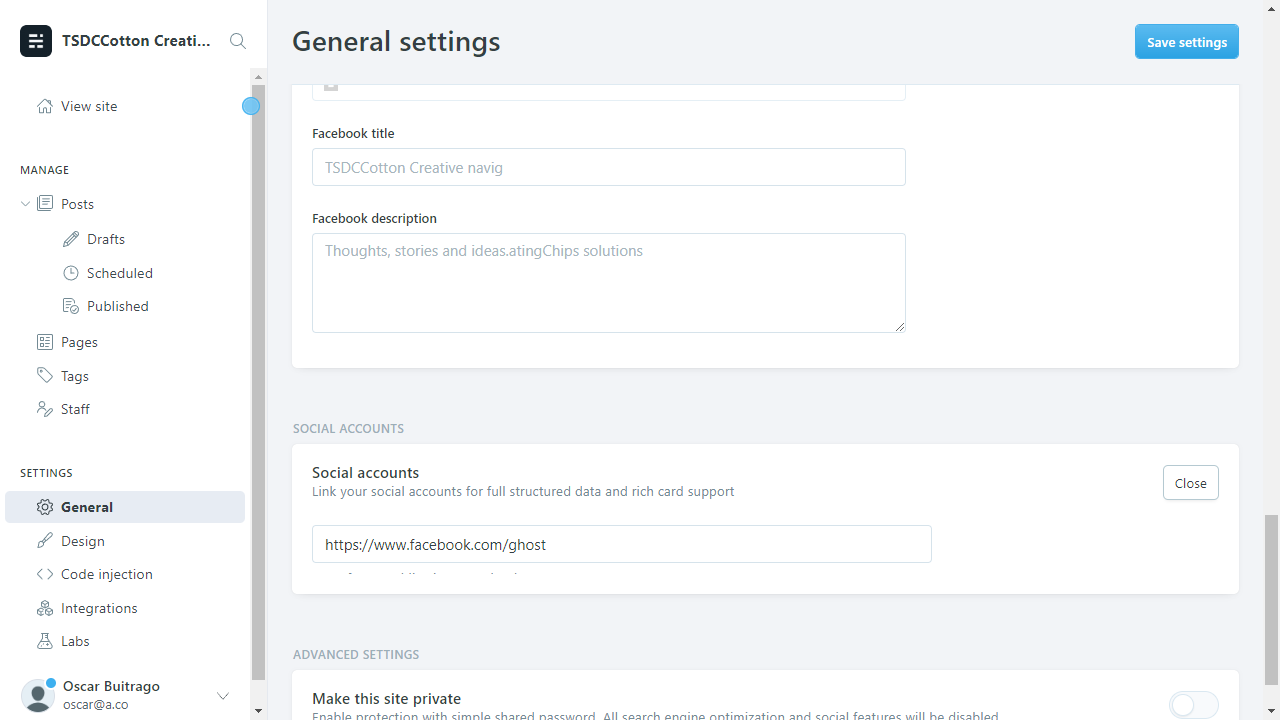 TSDCCotton Creati...
General settings
Save settings
View site
MANAGE
Posts
Drafts
Scheduled
Published
Pages
Tags
Staff
SETTINGS
General
Design
Code injection
Integrations
Labs
Oscar Buitrago
oscar@a.co
Facebook title
TSDCCotton Creative navig
Facebook description
Thoughts, stories and ideas.atingChips solutions
SOCIAL ACCOUNTS
Social accounts
Link your social accounts for full structured data and rich card support
Close
https://www.facebook.com/ghost
ADVANCED SETTINGS
Make this site private
Enable protection with simple shared password. All search engine optimization and social features will be disabled.